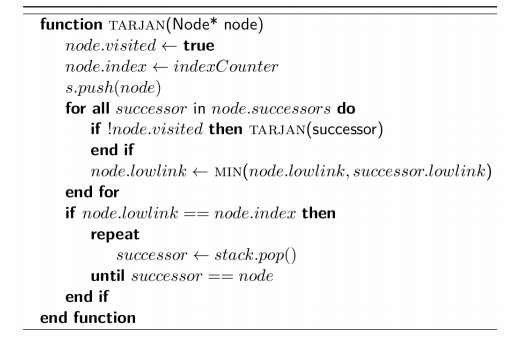 function TARJAN(Node* node)
node.visited ← true
node.index ← indexCounter
s.push(node)
for all successor in node.successors do
if !node.visited then TARJAN(successor)
end if
node.lowlink ← MIN(node.lowlink, successor.lowlink)
end for
if node.lowlink == node.index then
repeat
successor ← stack.pop()
until successor == node
end if
end function